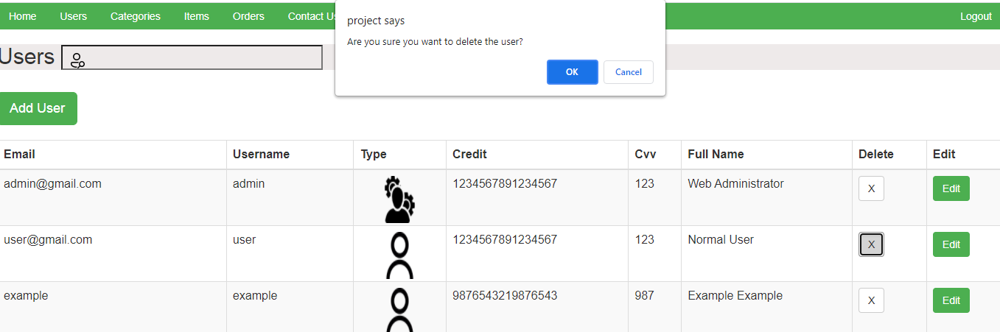 Home Users Categories Items Orders Contact Us Logout
project says
Are you sure you want to delete the user?
OK Cancel
Users
Add User
Email Username Type Credit Cvv Full Name Delete Edit
admin@gmail.com admin 1234567891234567 123 Web Administrator X Edit
user@gmail.com user 1234567891234567 123 Normal User X Edit
example example 9876543219876543 987 Example Example X Edit